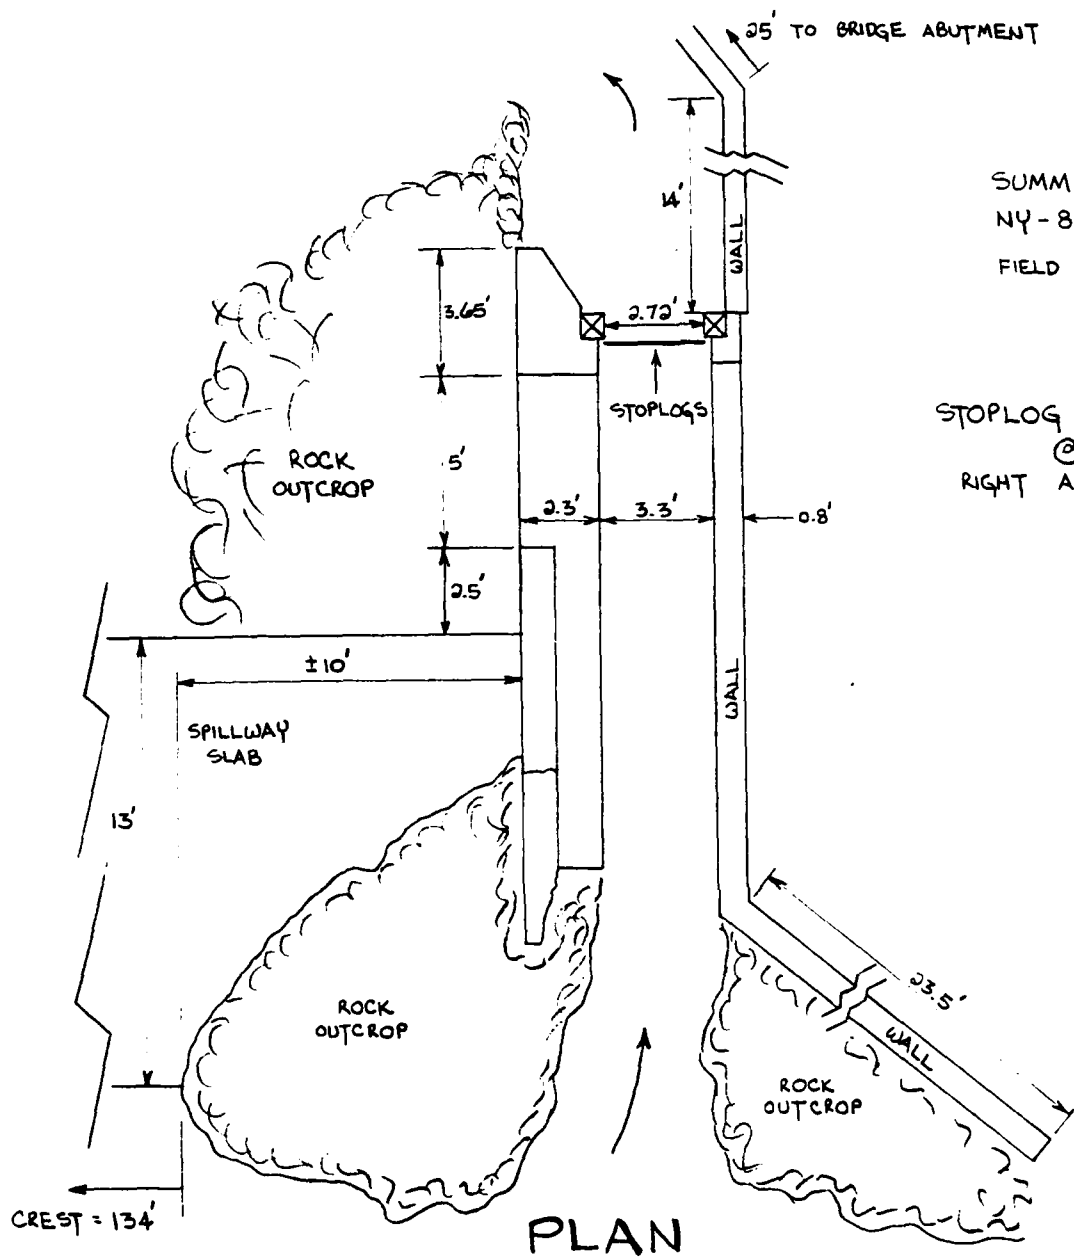 25' TO BRIDGE ABUTMENT
14'
WALL
SUMM
NY-8
FIELD
3.65'
2.72'
STOPLOGS
STOPLOG
@
RIGHT A
ROCK
OUTCROP
5'
2.3'
3.3'
0.8'
2.5'
±10'
WALL
SPILLWAY
SLAB
13'
23.5'
WALL
ROCK
OUTCROP
ROCK
OUTCROP
CREST = 134'
PLAN